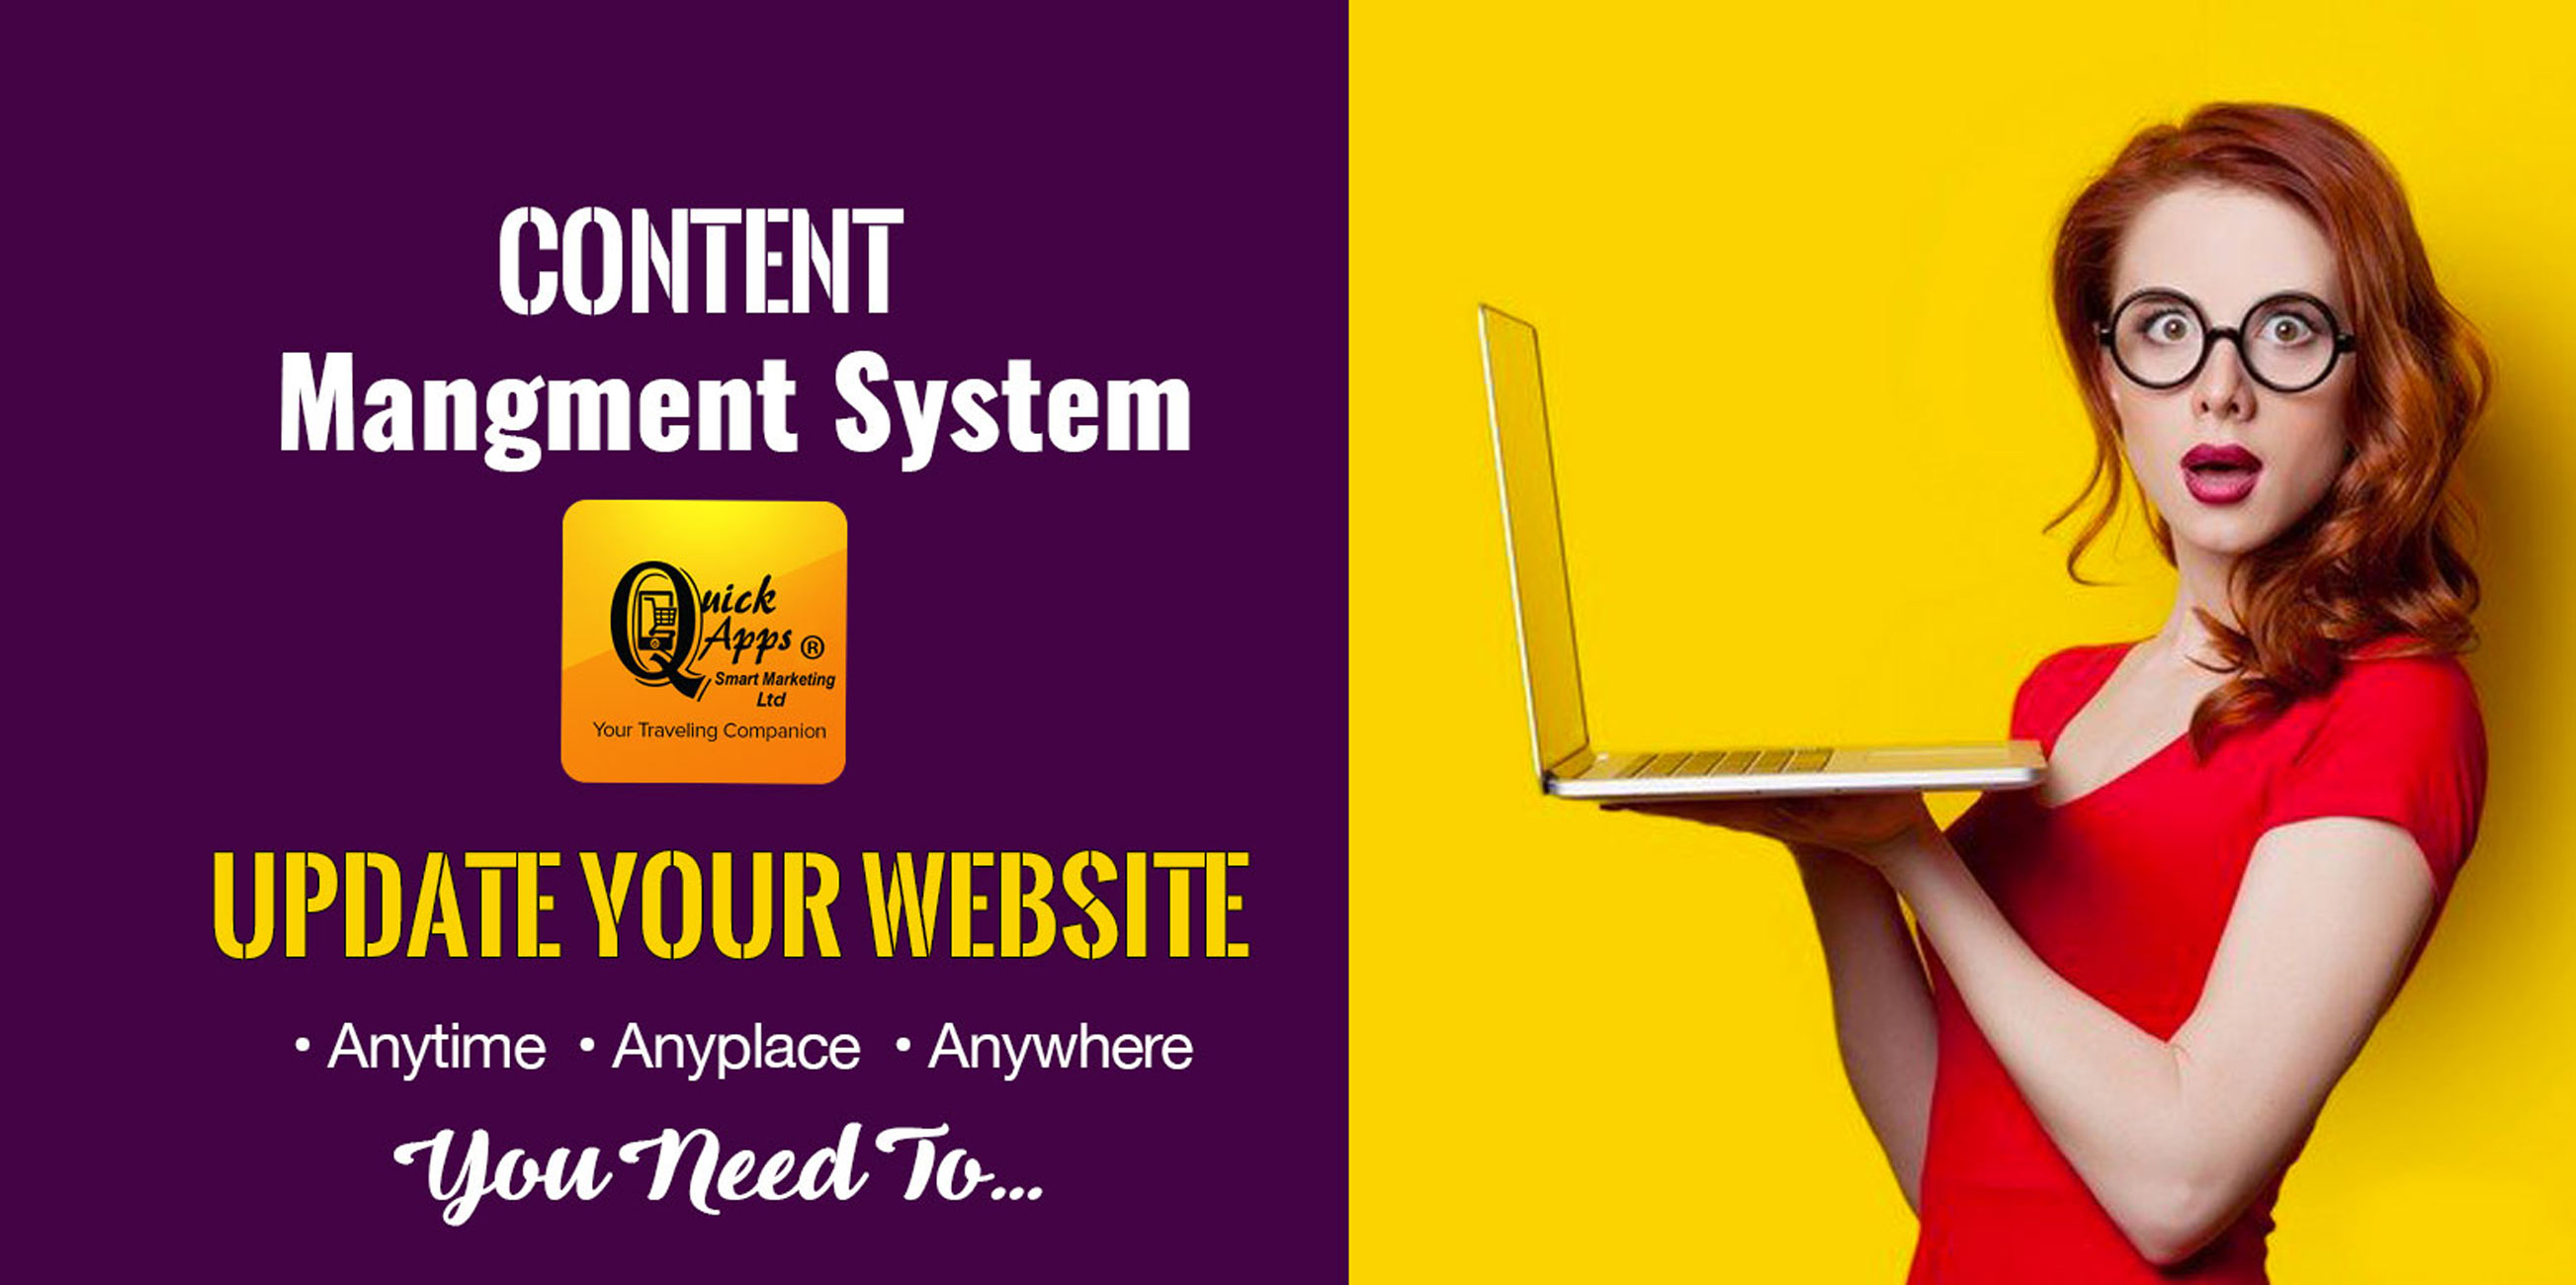 CONTENT
Mangment System
Quick
Apps ®
Smart Marketing
Ltd
Your Traveling Companion
UPDATE YOUR WEBSITE
• Anytime • Anyplace • Anywhere
You Need To...